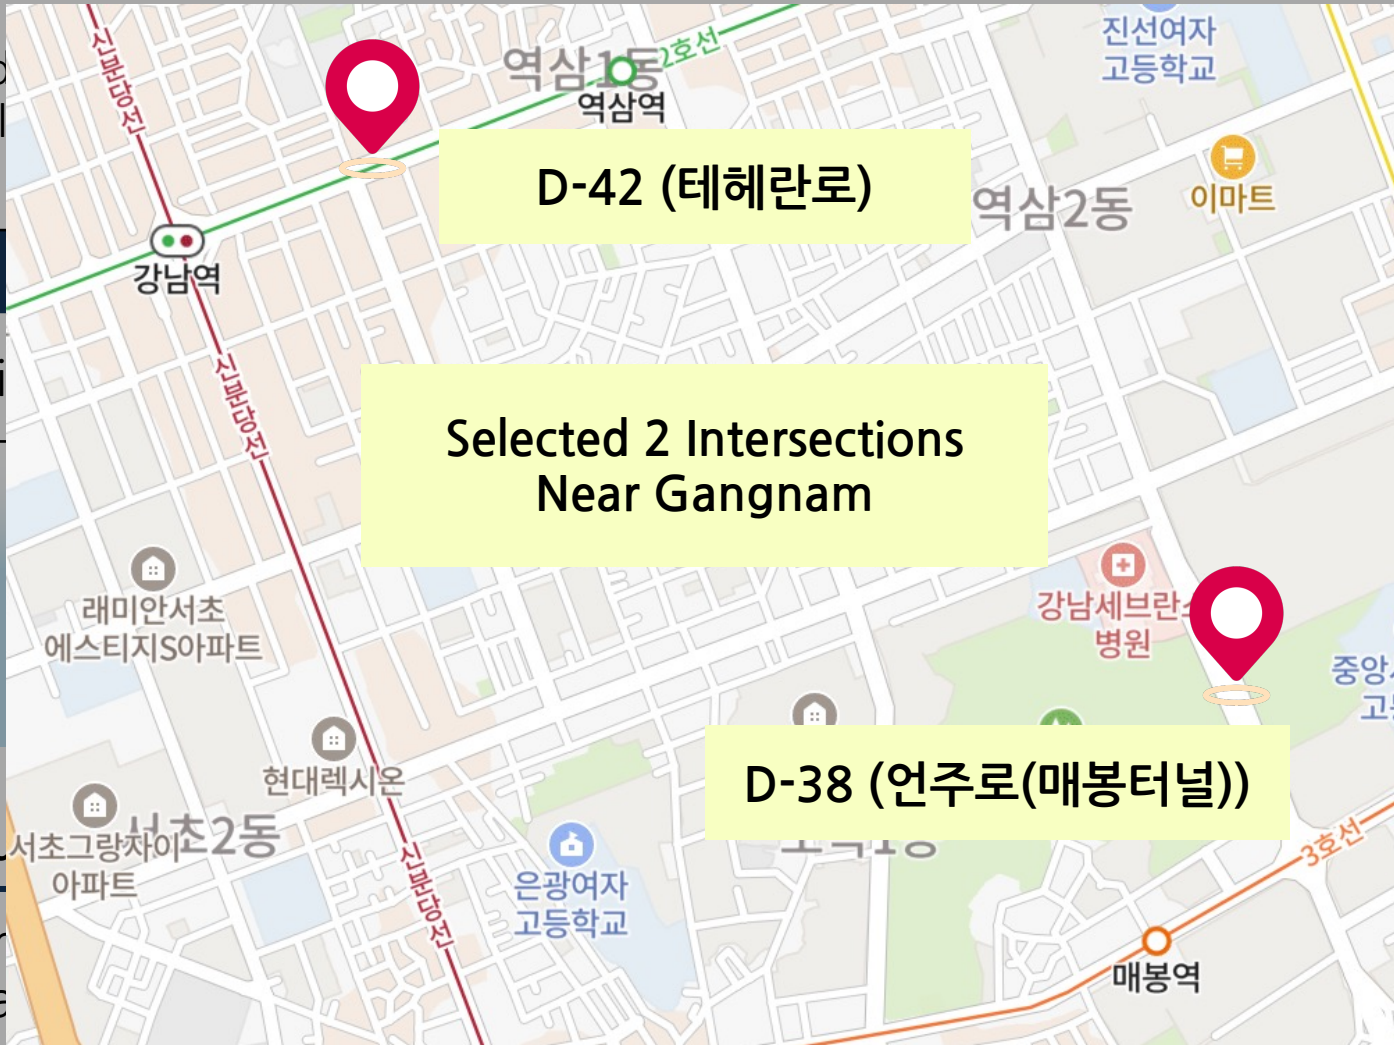 신분당선
역삼1동
2호선
역삼역
진선여자
고등학교
D-42 (테헤란로)
역삼2동
이마트
강남역
신분당선
Selected 2 Intersections
Near Gangnam
래미안서초
에스티지S아파트
강남세브란스
병원
현대렉시온
D-38 (언주로(매봉터널))
서초2동
서초그랑자이
아파트
신분당선
은광여자
고등학교
3호선
매봉역